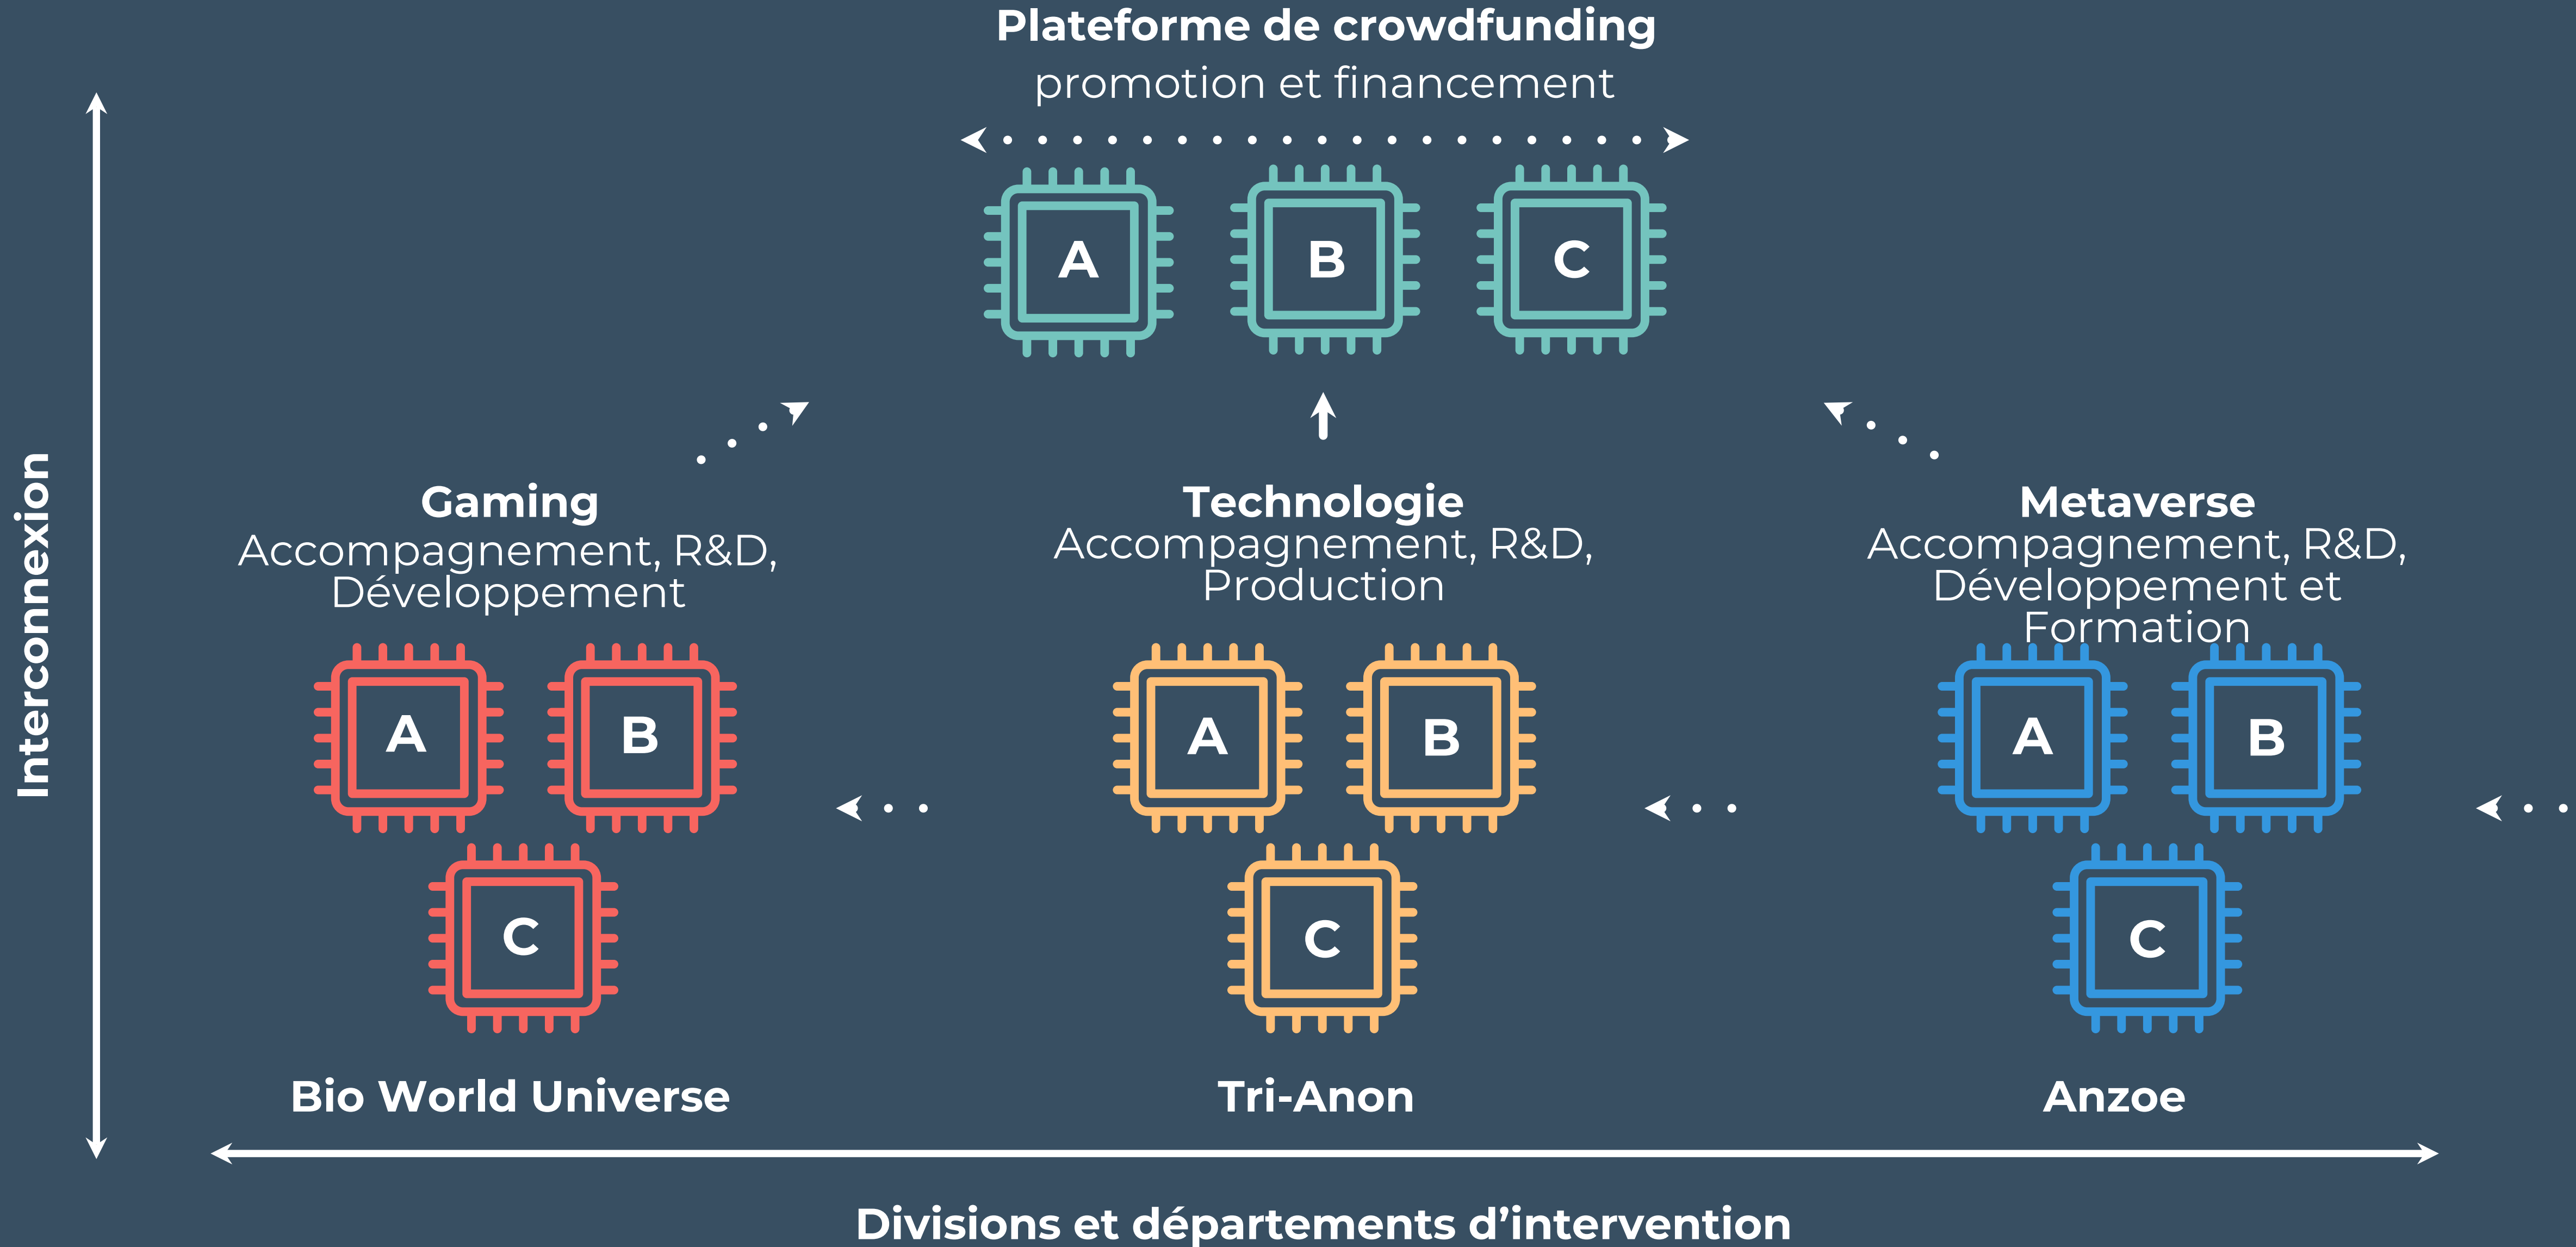 Plateforme de crowdfunding
promotion et financement
A
B
C
Interconnexion
Gaming
Accompagnement, R&D,
Développement
A
B
C
Bio World Universe
Technologie
Accompagnement, R&D,
Production
A
B
C
Tri-Anon
Metaverse
Accompagnement, R&D,
Développement et
Formation
A
B
C
Anzoe
Divisions et départements d’intervention